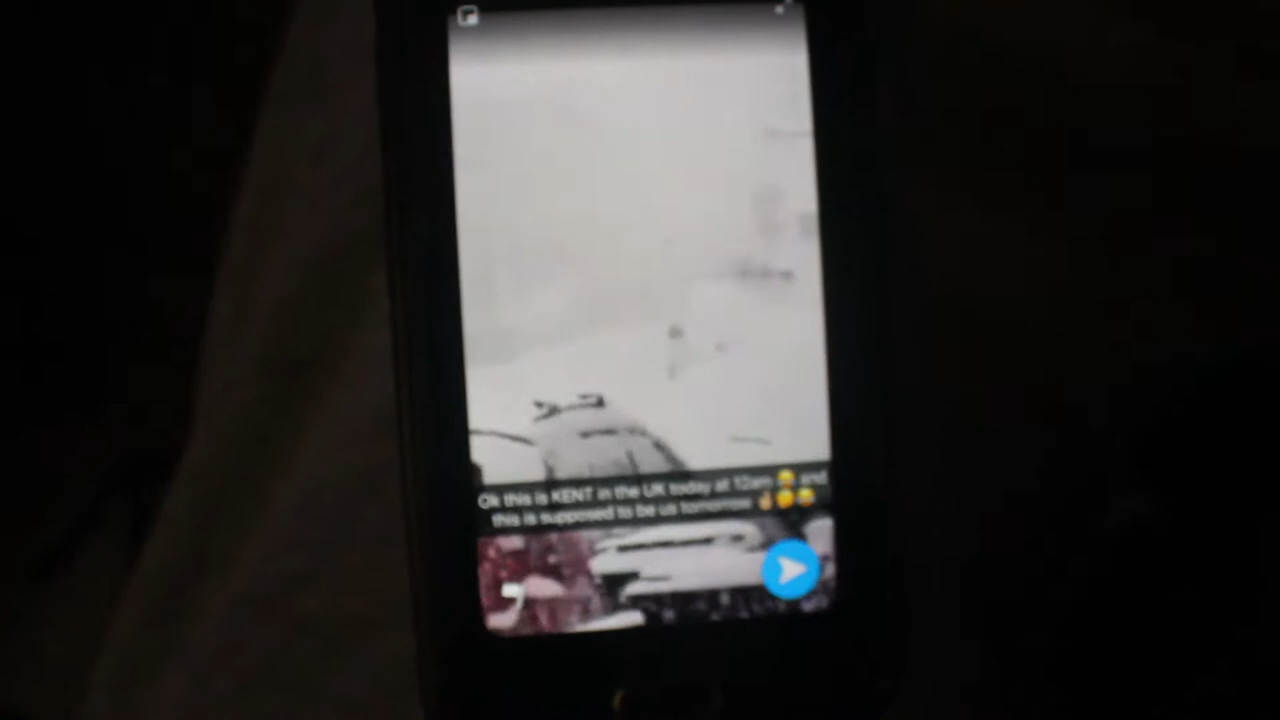 Ok this is KENT in the UK today at 12am 😂 and
this is supposed to be us tomorrow ✌️😂😂